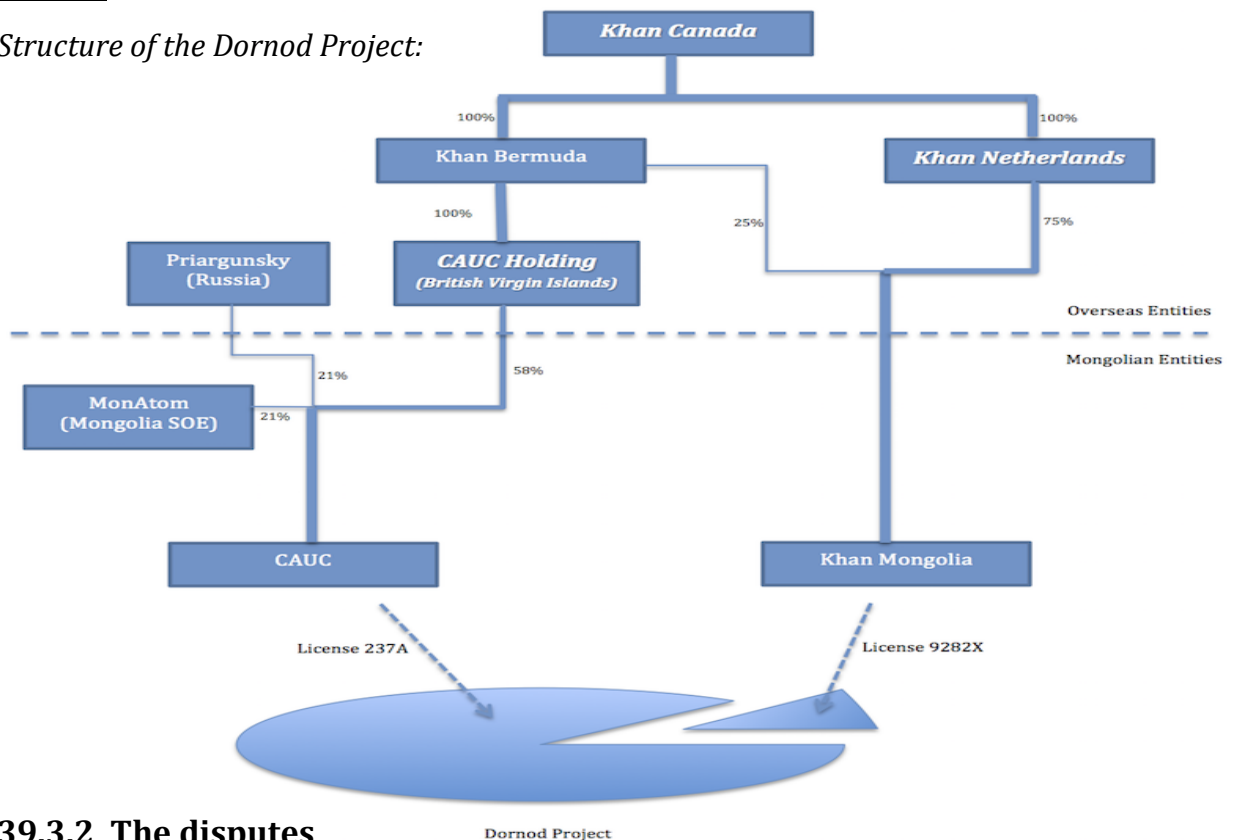 Structure of the Dornod Project:
Khan Canada
100%
100%
Khan Bermuda
Khan Netherlands
100%
25%
75%
Priargunsky
(Russia)
CAUC Holding
(British Virgin Islands)
Overseas Entities
Mongolian Entities
21%
58%
MonAtom
(Mongolia SOE)
21%
CAUC
Khan Mongolia
License 237A
License 9282X
39.3.2 The disputes
Dornod Project